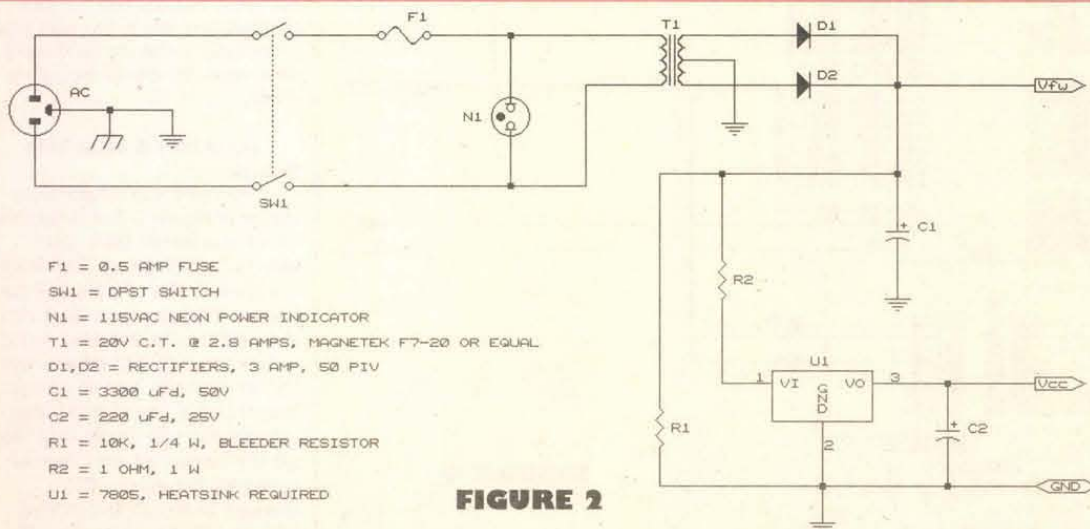 F1
T1
D1
AC
D2
Vfw
N1
SW1
C1
R2
U1
1
VI
GND
VO
3
Vcc
R1
2
C2
GND
F1 = 0.5 AMP FUSE
SW1 = DPST SWITCH
N1 = 115VAC NEON POWER INDICATOR
T1 = 20V C.T. @ 2.8 AMPS, MAGNETEK F7-20 OR EQUAL
D1,D2 = RECTIFIERS, 3 AMP, 50 PIV
C1 = 3300 uFd, 50V
C2 = 220 uFd, 25V
R1 = 10K, 1/4 W, BLEEDER RESISTOR
R2 = 1 OHM, 1 W
U1 = 7805, HEATSINK REQUIRED
FIGURE 2